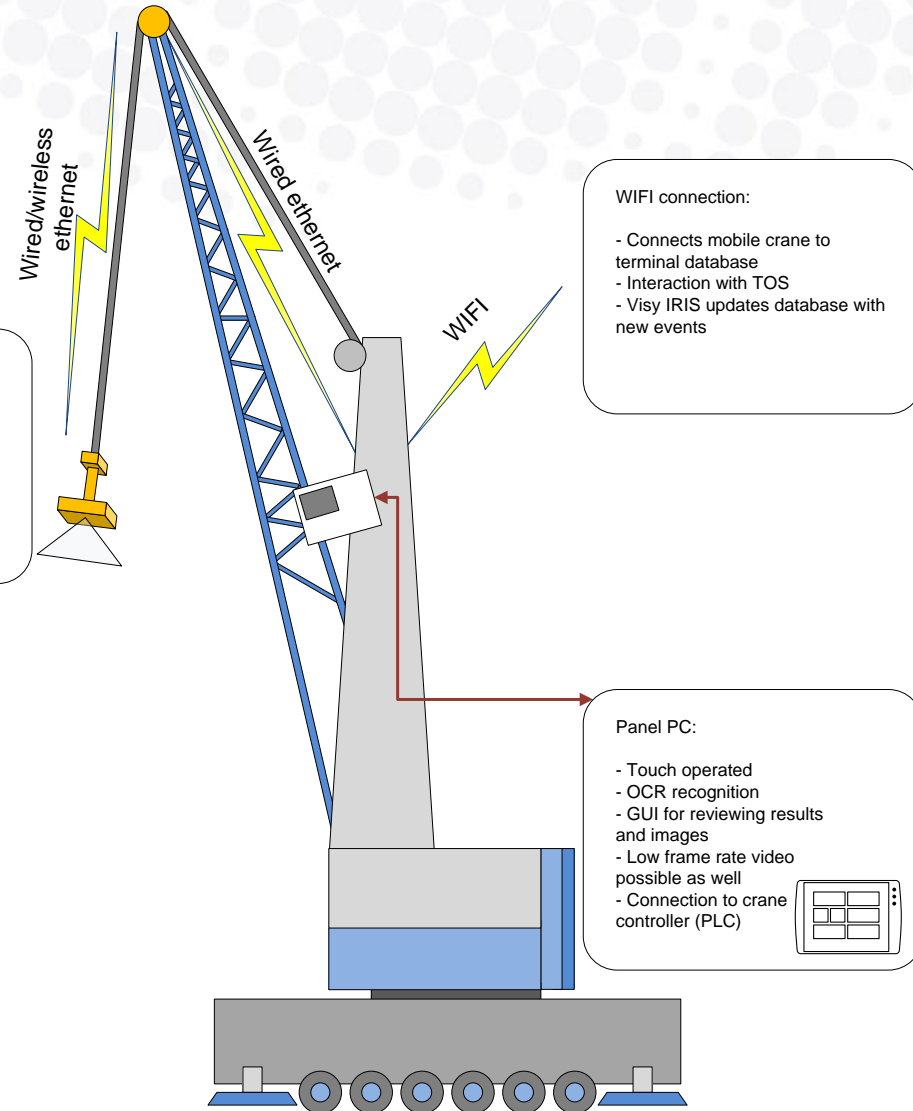 Wired/wireless
ethernet
Wired ethernet
WIFI
WIFI connection:
- Connects mobile crane to
terminal database
- Interaction with TOS
- Visy IRIS updates database with
new events
Panel PC:
- Touch operated
- OCR recognition
- GUI for reviewing results
and images
- Low frame rate video
possible as well
- Connection to crane
controller (PLC)